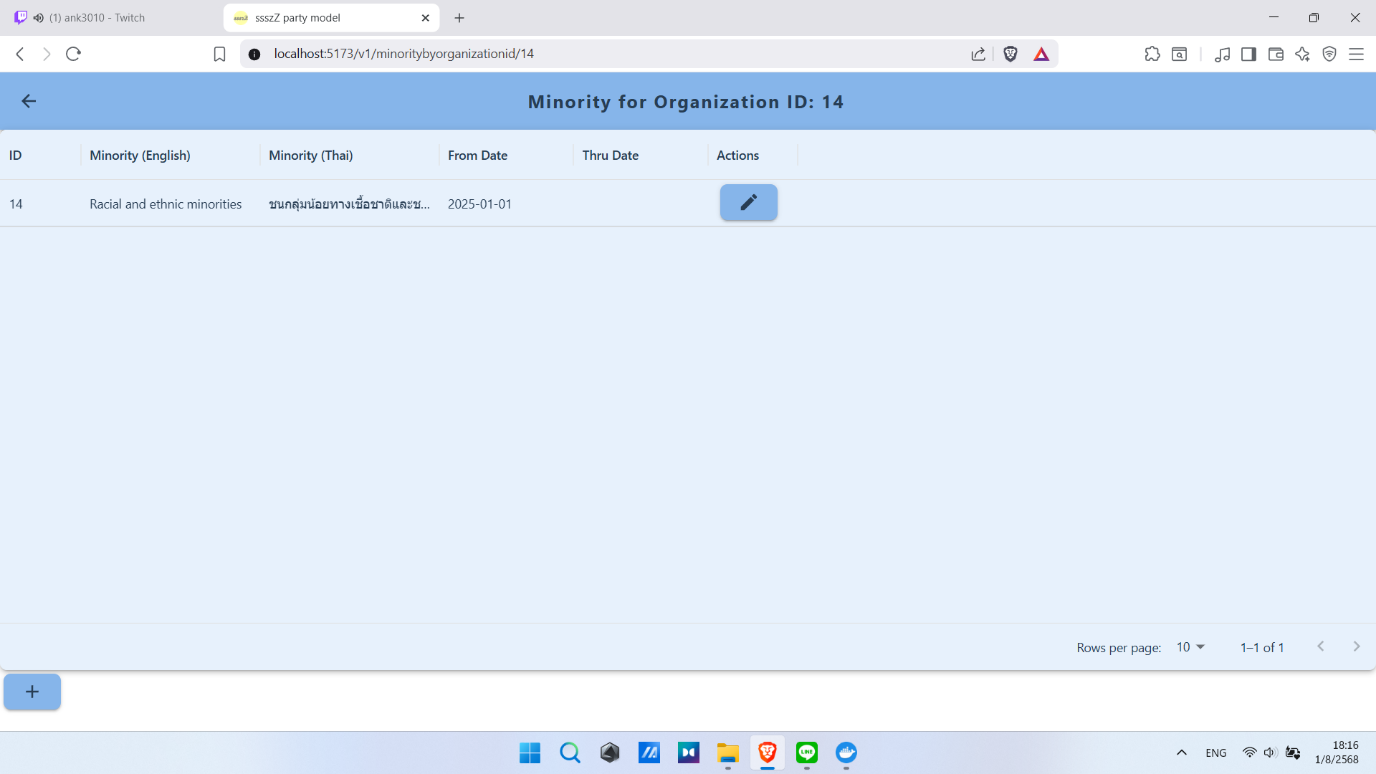 (1) ank3010 - Twitch
ssszZ party model
localhost:5173/v1/minoritybyorganizationid/14
Minority for Organization ID: 14
ID Minority (English) Minority (Thai) From Date Thru Date Actions
14 Racial and ethnic minorities ชนกลุ่มน้อยทางเชื้อชาติและช... 2025-01-01
Rows per page: 10 1–1 of 1
+
ENG 18:16
1/8/2568